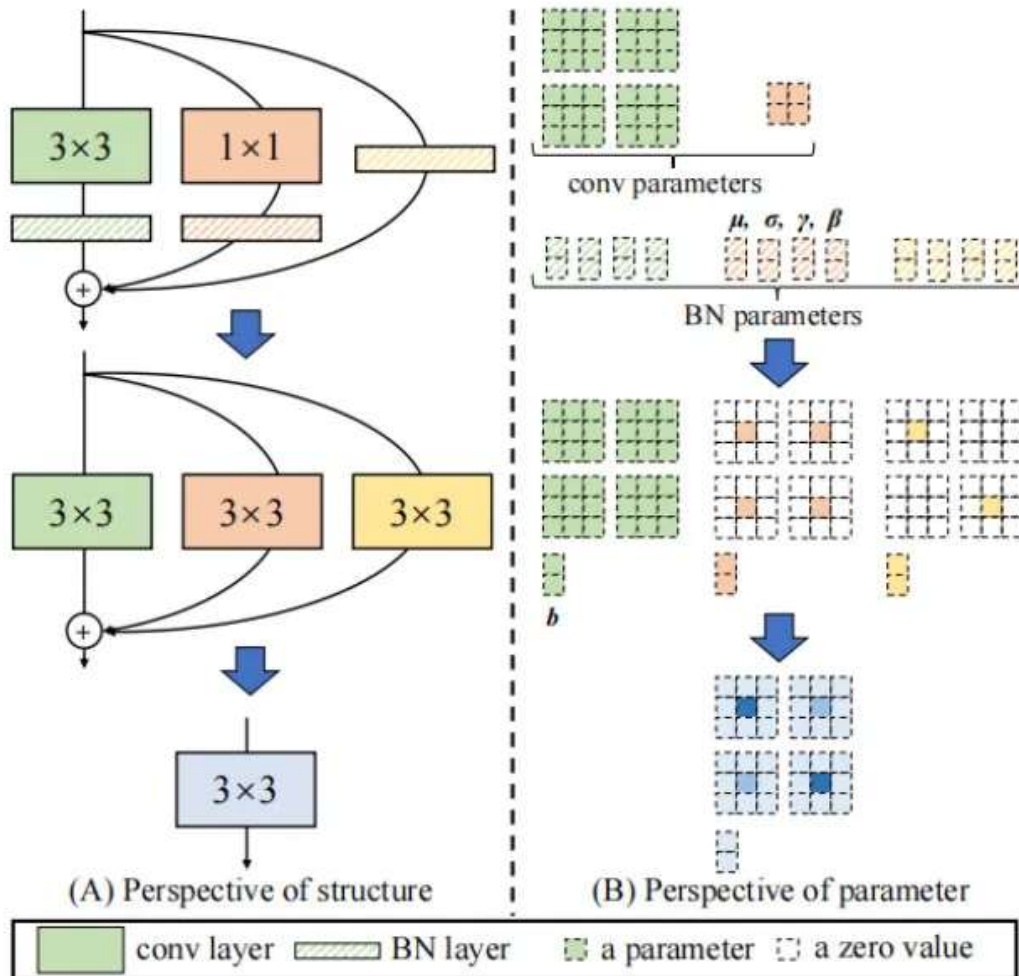 3×3
1×1
+
3×3
3×3
3×3
+
3×3
(A) Perspective of structure
conv parameters
μ, σ, γ, β
BN parameters
b
(B) Perspective of parameter
conv layer
BN layer
a parameter
a zero value